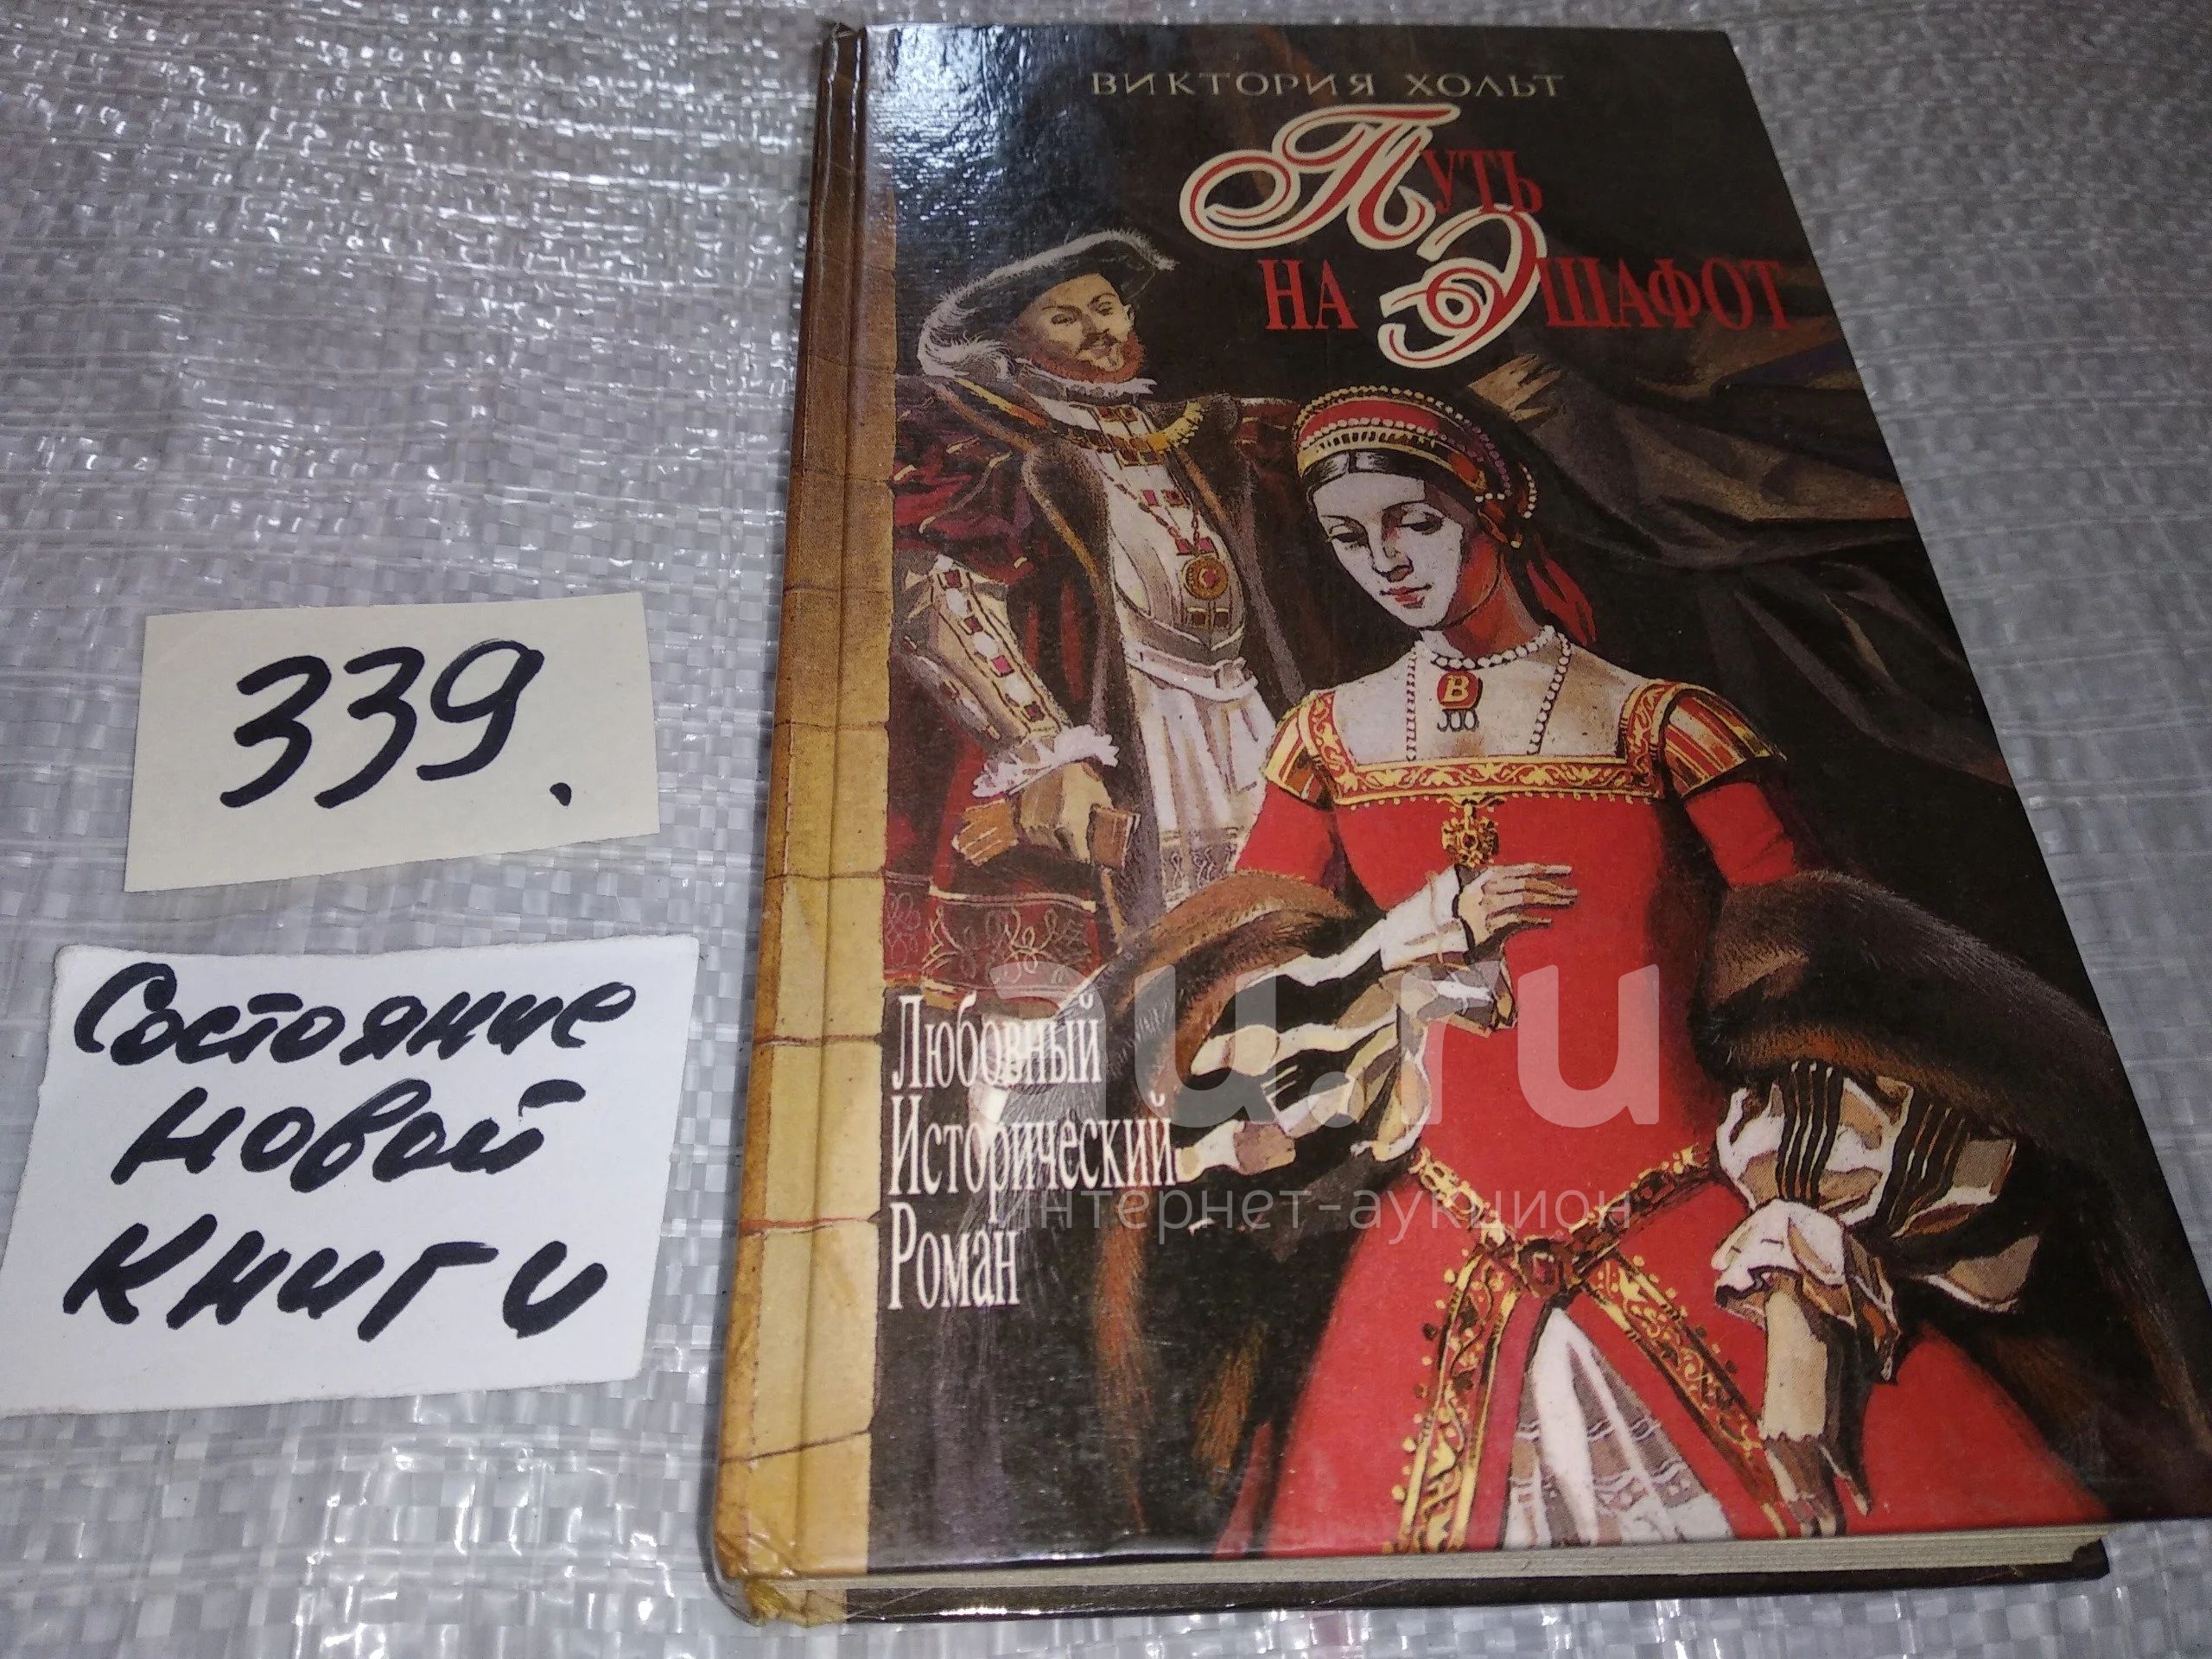 ВИКТОРИЯ ХОЛЬТ
ПУТЬ
НА ЭШАФОТ
B
339.
Состояние
новой
книги
Любовный
Исторический
Роман
au.ru
интернет-аукцион